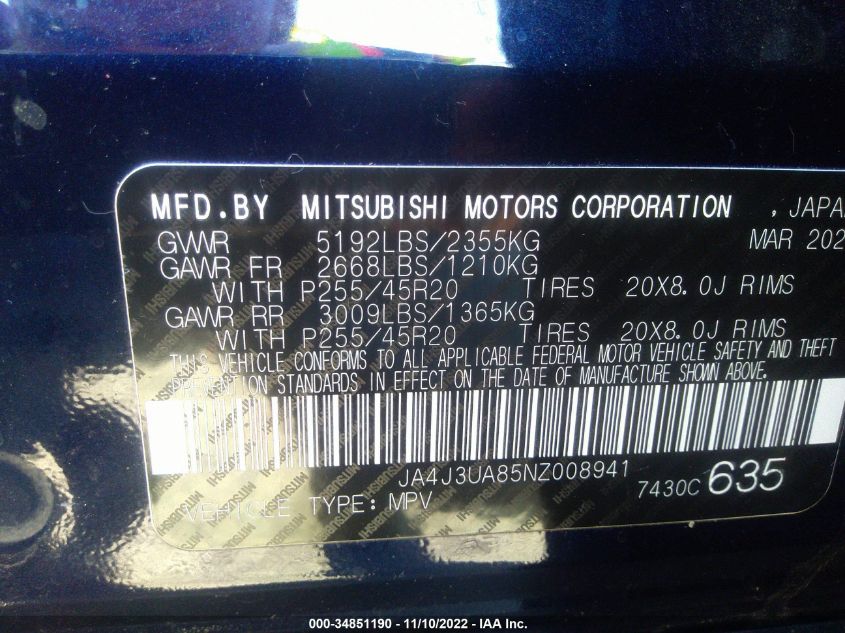 MFD.BY MITSUBISHI MOTORS CORPORATION , JAPA
GVWR 5192LBS/2355KG MAR 202
GAWR FR 2668LBS/1210KG
WITH P255/45R20 TIRES 20X8.0J RIMS
GAWR RR 3009LBS/1365KG
WITH P255/45R20 TIRES 20X8.0J RIMS
THIS VEHICLE CONFORMS TO ALL APPLICABLE FEDERAL MOTOR VEHICLE SAFETY AND THEFT
PREVENTION STANDARDS IN EFFECT ON THE DATE OF MANUFACTURE SHOWN ABOVE.
JA4J3UA85NZ008941
7430C 635
VEHICLE TYPE: MPV
000-34851190 - 11/10/2022 - IAA Inc.